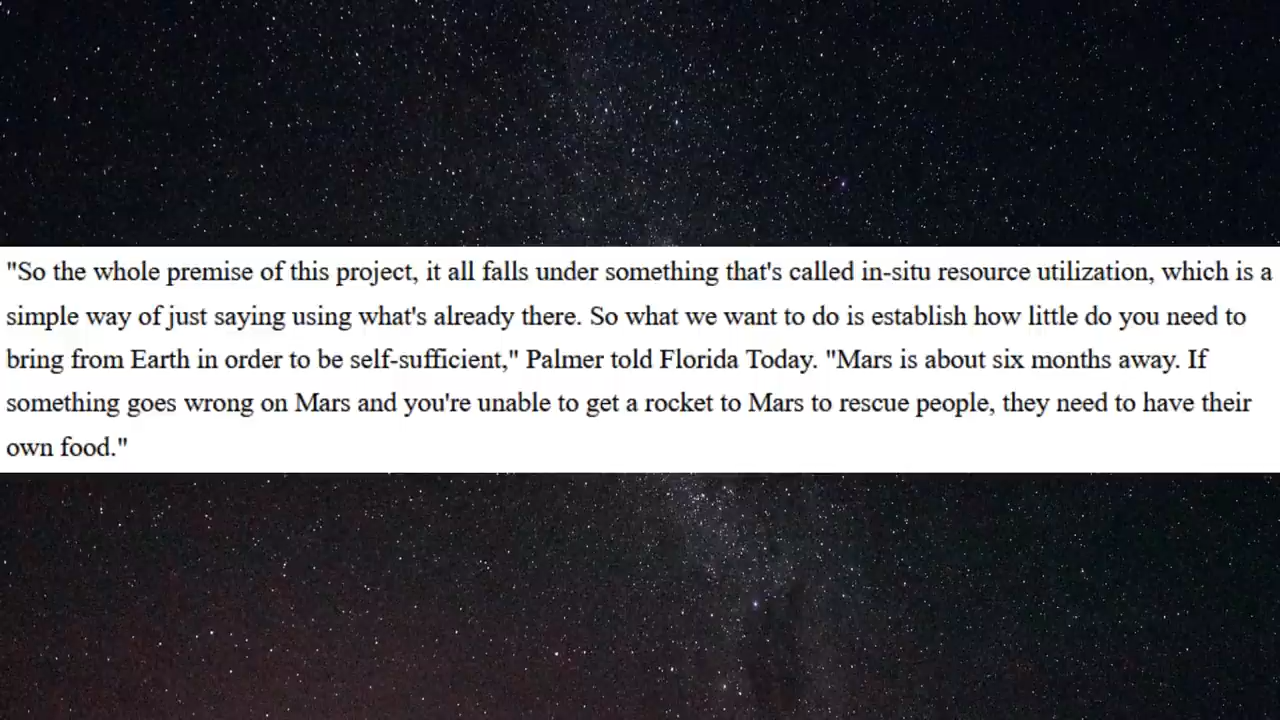 "So the whole premise of this project, it all falls under something that's called in-situ resource utilization, which is a
simple way of just saying using what's already there. So what we want to do is establish how little do you need to
bring from Earth in order to be self-sufficient," Palmer told Florida Today. "Mars is about six months away. If
something goes wrong on Mars and you're unable to get a rocket to Mars to rescue people, they need to have their
own food."